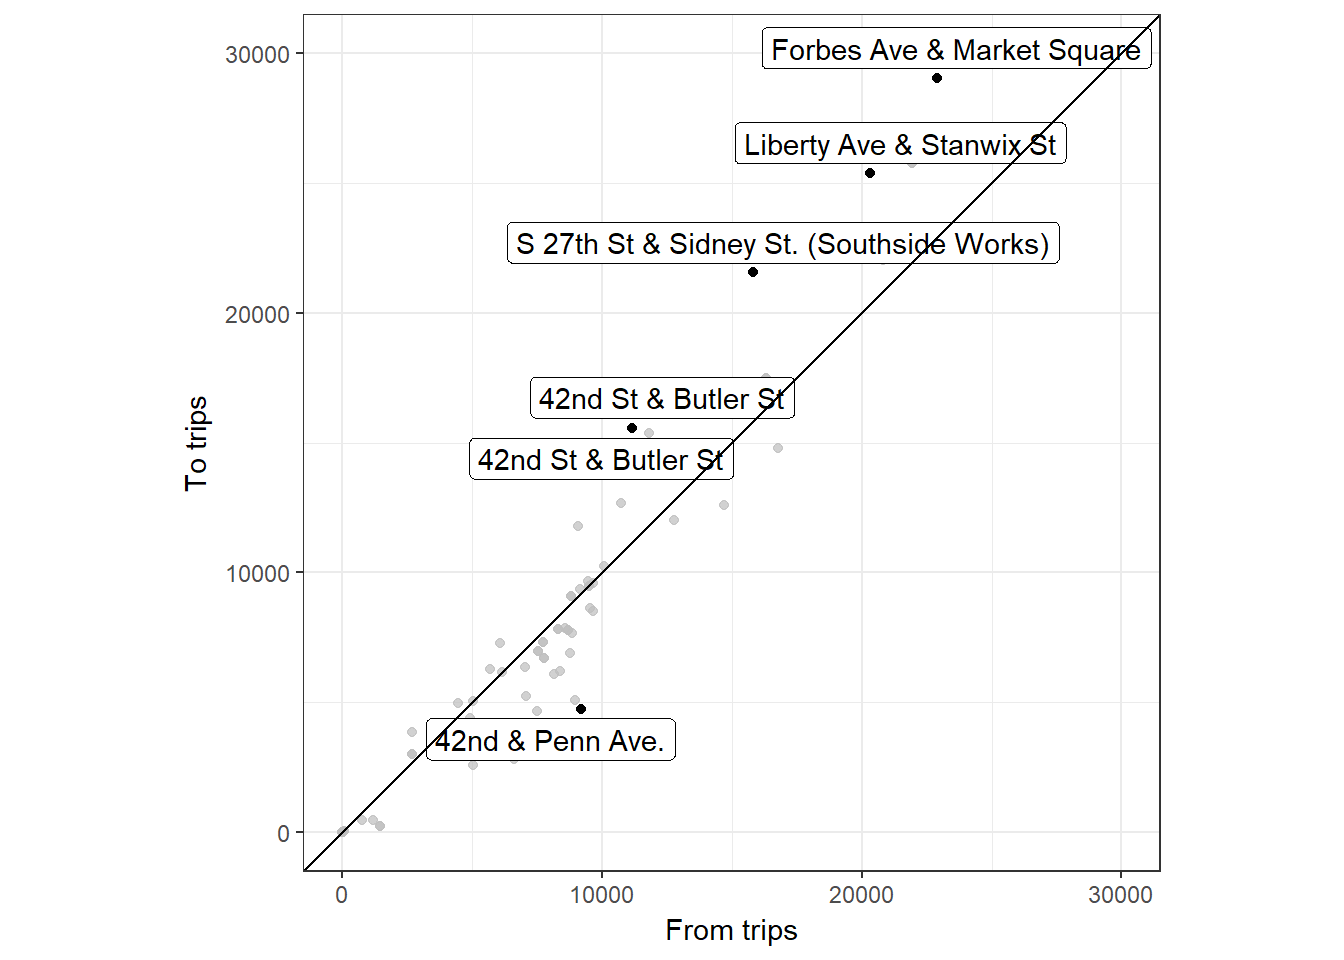 30000
20000
10000
0
To trips
Forbes Ave & Market Square
Liberty Ave & Stanwix St
S 27th St & Sidney St. (Southside Works)
42nd St & Butler St
42nd St & Butler St
42nd & Penn Ave.
0
10000
20000
30000
From trips